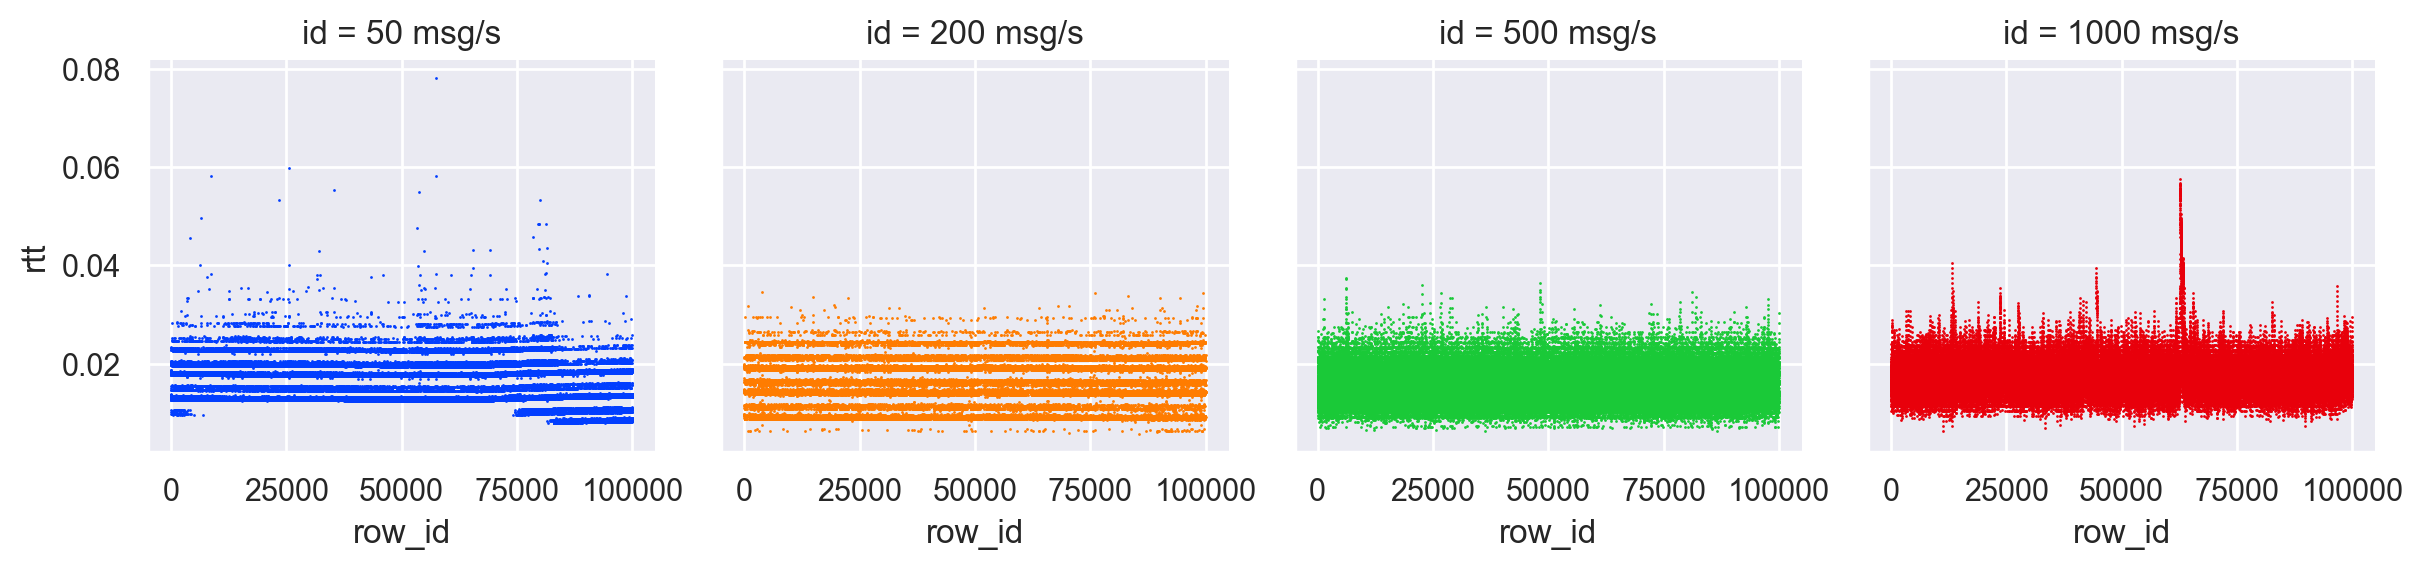 id = 50 msg/s
id = 200 msg/s
id = 500 msg/s
id = 1000 msg/s
rtt
0.08
0.06
0.04
0.02
0 25000 50000 75000 100000
0 25000 50000 75000 100000
0 25000 50000 75000 100000
0 25000 50000 75000 100000
row_id
row_id
row_id
row_id